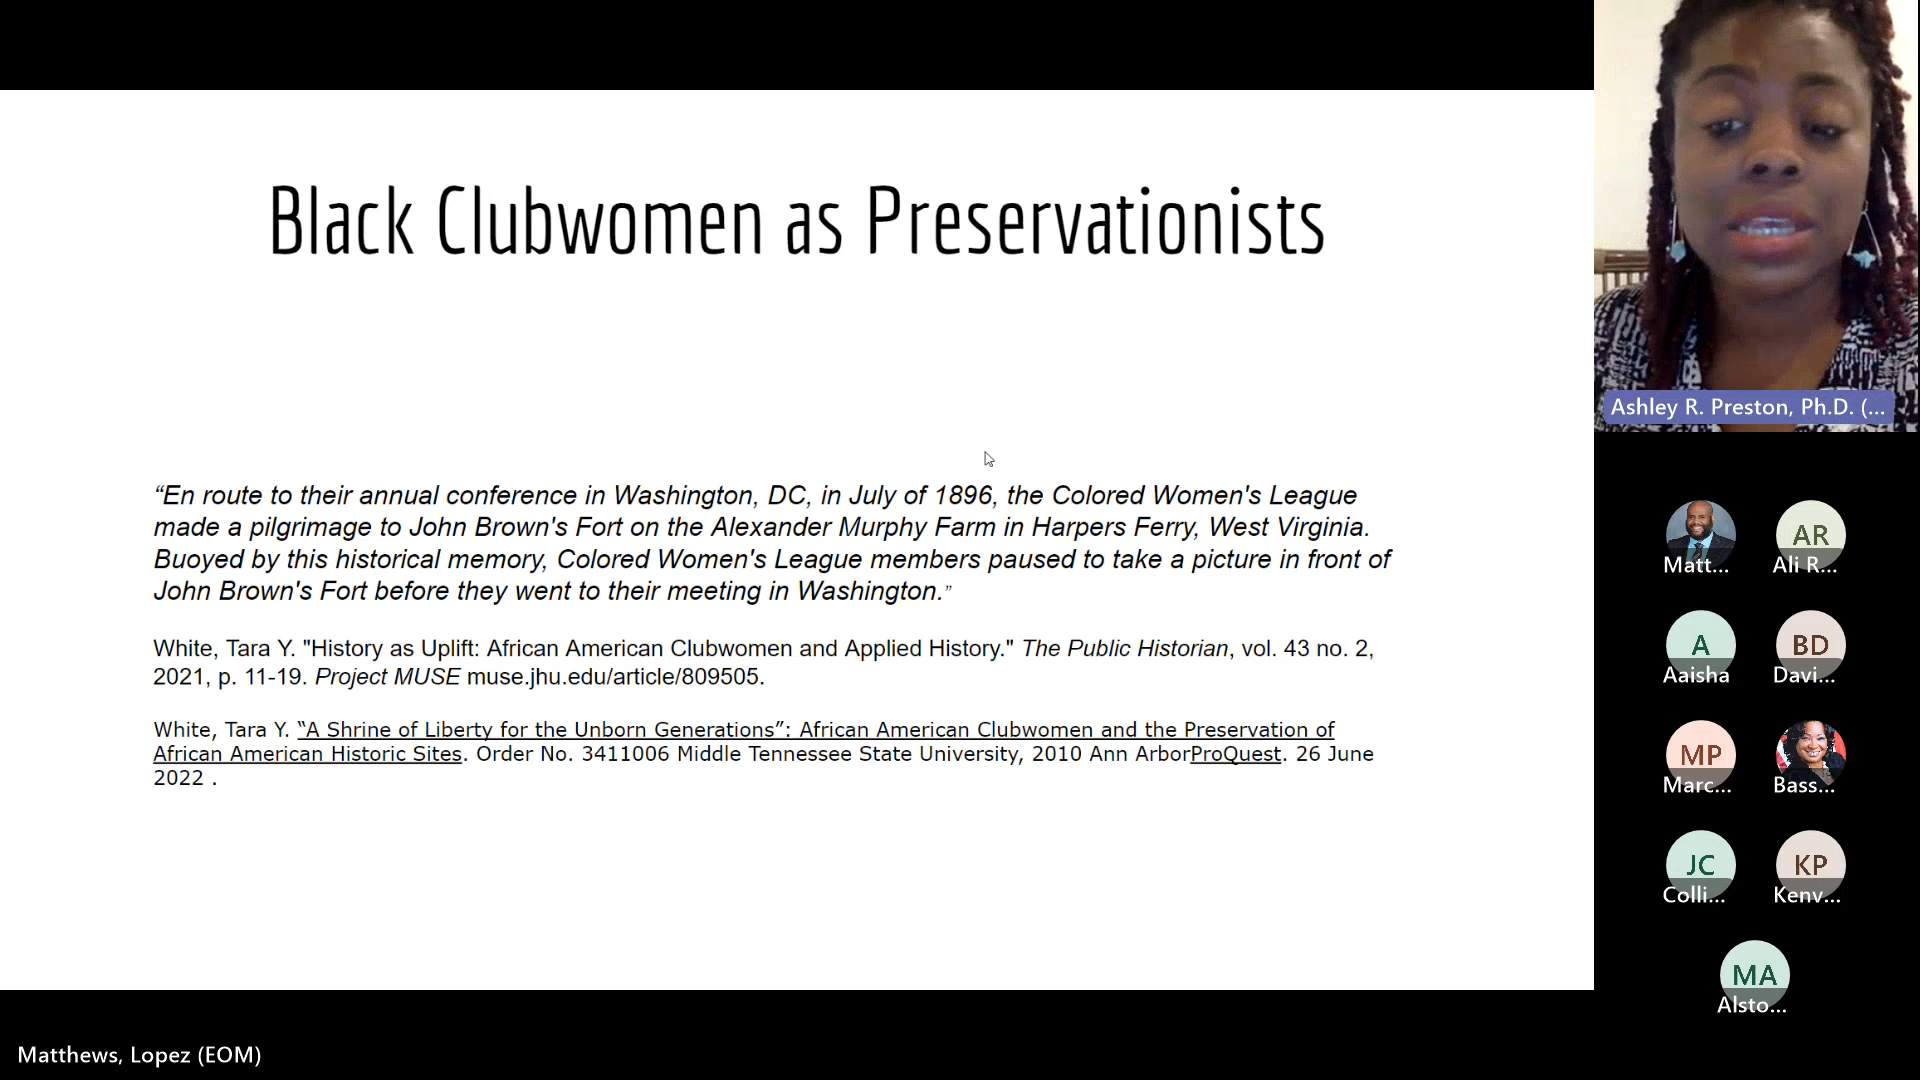 Black Clubwomen as Preservationists
“En route to their annual conference in Washington, DC, in July of 1896, the Colored Women's League
made a pilgrimage to John Brown's Fort on the Alexander Murphy Farm in Harpers Ferry, West Virginia.
Buoyed by this historical memory, Colored Women's League members paused to take a picture in front of
John Brown's Fort before they went to their meeting in Washington.”
White, Tara Y. "History as Uplift: African American Clubwomen and Applied History." The Public Historian, vol. 43 no. 2,
2021, p. 11-19. Project MUSE muse.jhu.edu/article/809505.
White, Tara Y. “A Shrine of Liberty for the Unborn Generations”: African American Clubwomen and the Preservation of
African American Historic Sites. Order No. 3411006 Middle Tennessee State University, 2010 Ann ArborProQuest. 26 June
2022 .
Ashley R. Preston, Ph.D. (...
Matt...
AR
Ali R...
A
Aaisha
BD
Davi...
MP
Marc...
Bass...
JC
Colli...
KP
Kenv...
MA
Alsto...
Matthews, Lopez (EOM)